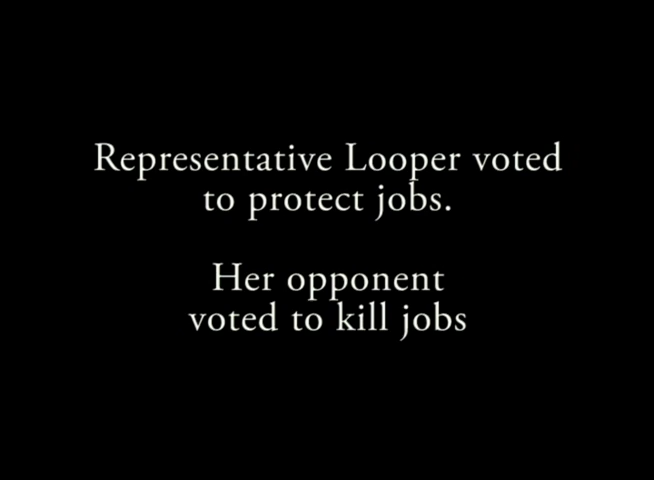 Representative Looper voted
to protect jobs.
Her opponent
voted to kill jobs